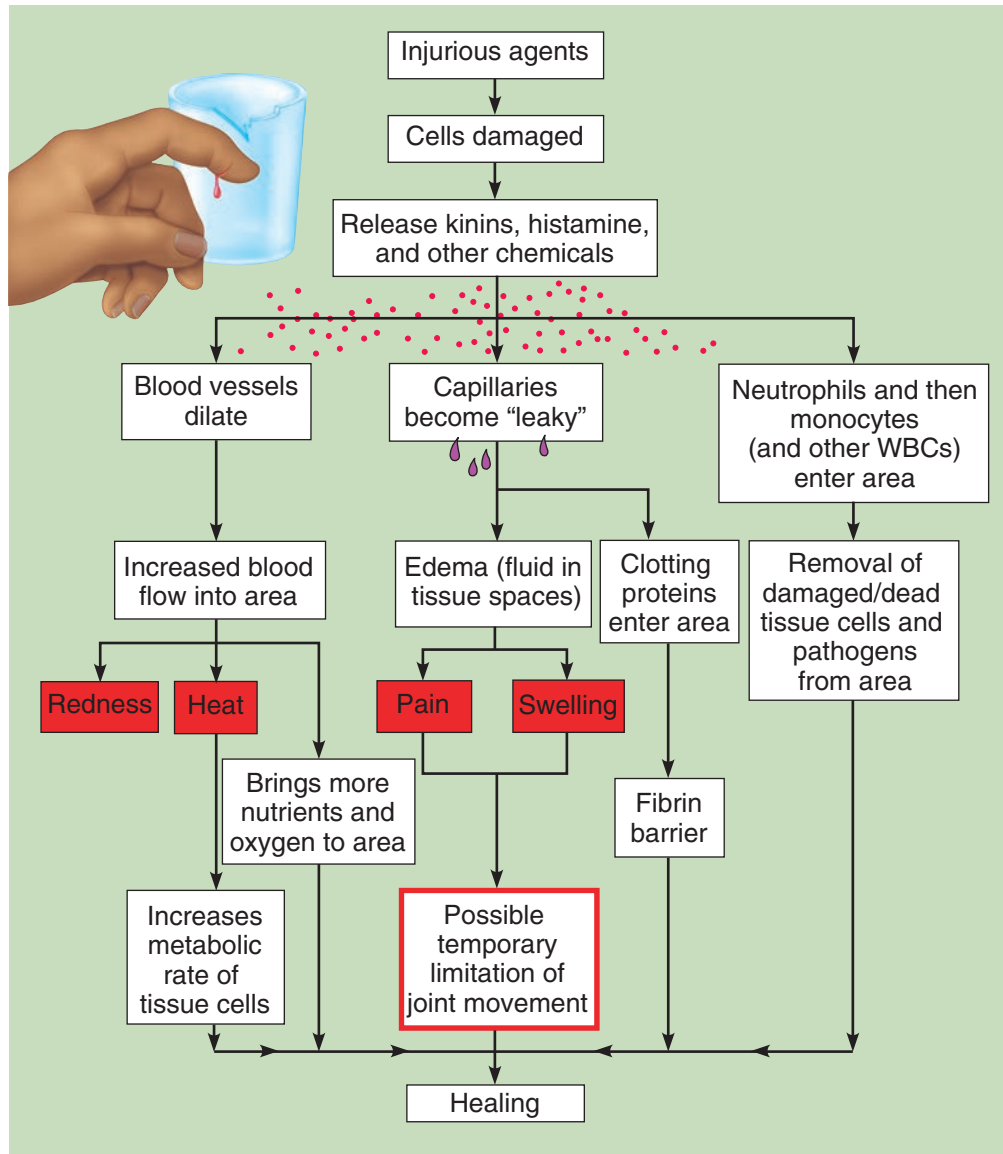 Injurious agents
Cells damaged
Release kinins, histamine,
and other chemicals
Blood vessels
dilate
Capillaries
become “leaky”
Neutrophils and then
monocytes
(and other WBCs)
enter area
Increased blood
flow into area
Edema (fluid in
tissue spaces)
Clotting
proteins
enter area
Removal of
damaged/dead
tissue cells and
pathogens
from area
Redness
Heat
Pain
Swelling
Brings more
nutrients and
oxygen to area
Fibrin
barrier
Increases
metabolic
rate of
tissue cells
Possible
temporary
limitation of
joint movement
Healing